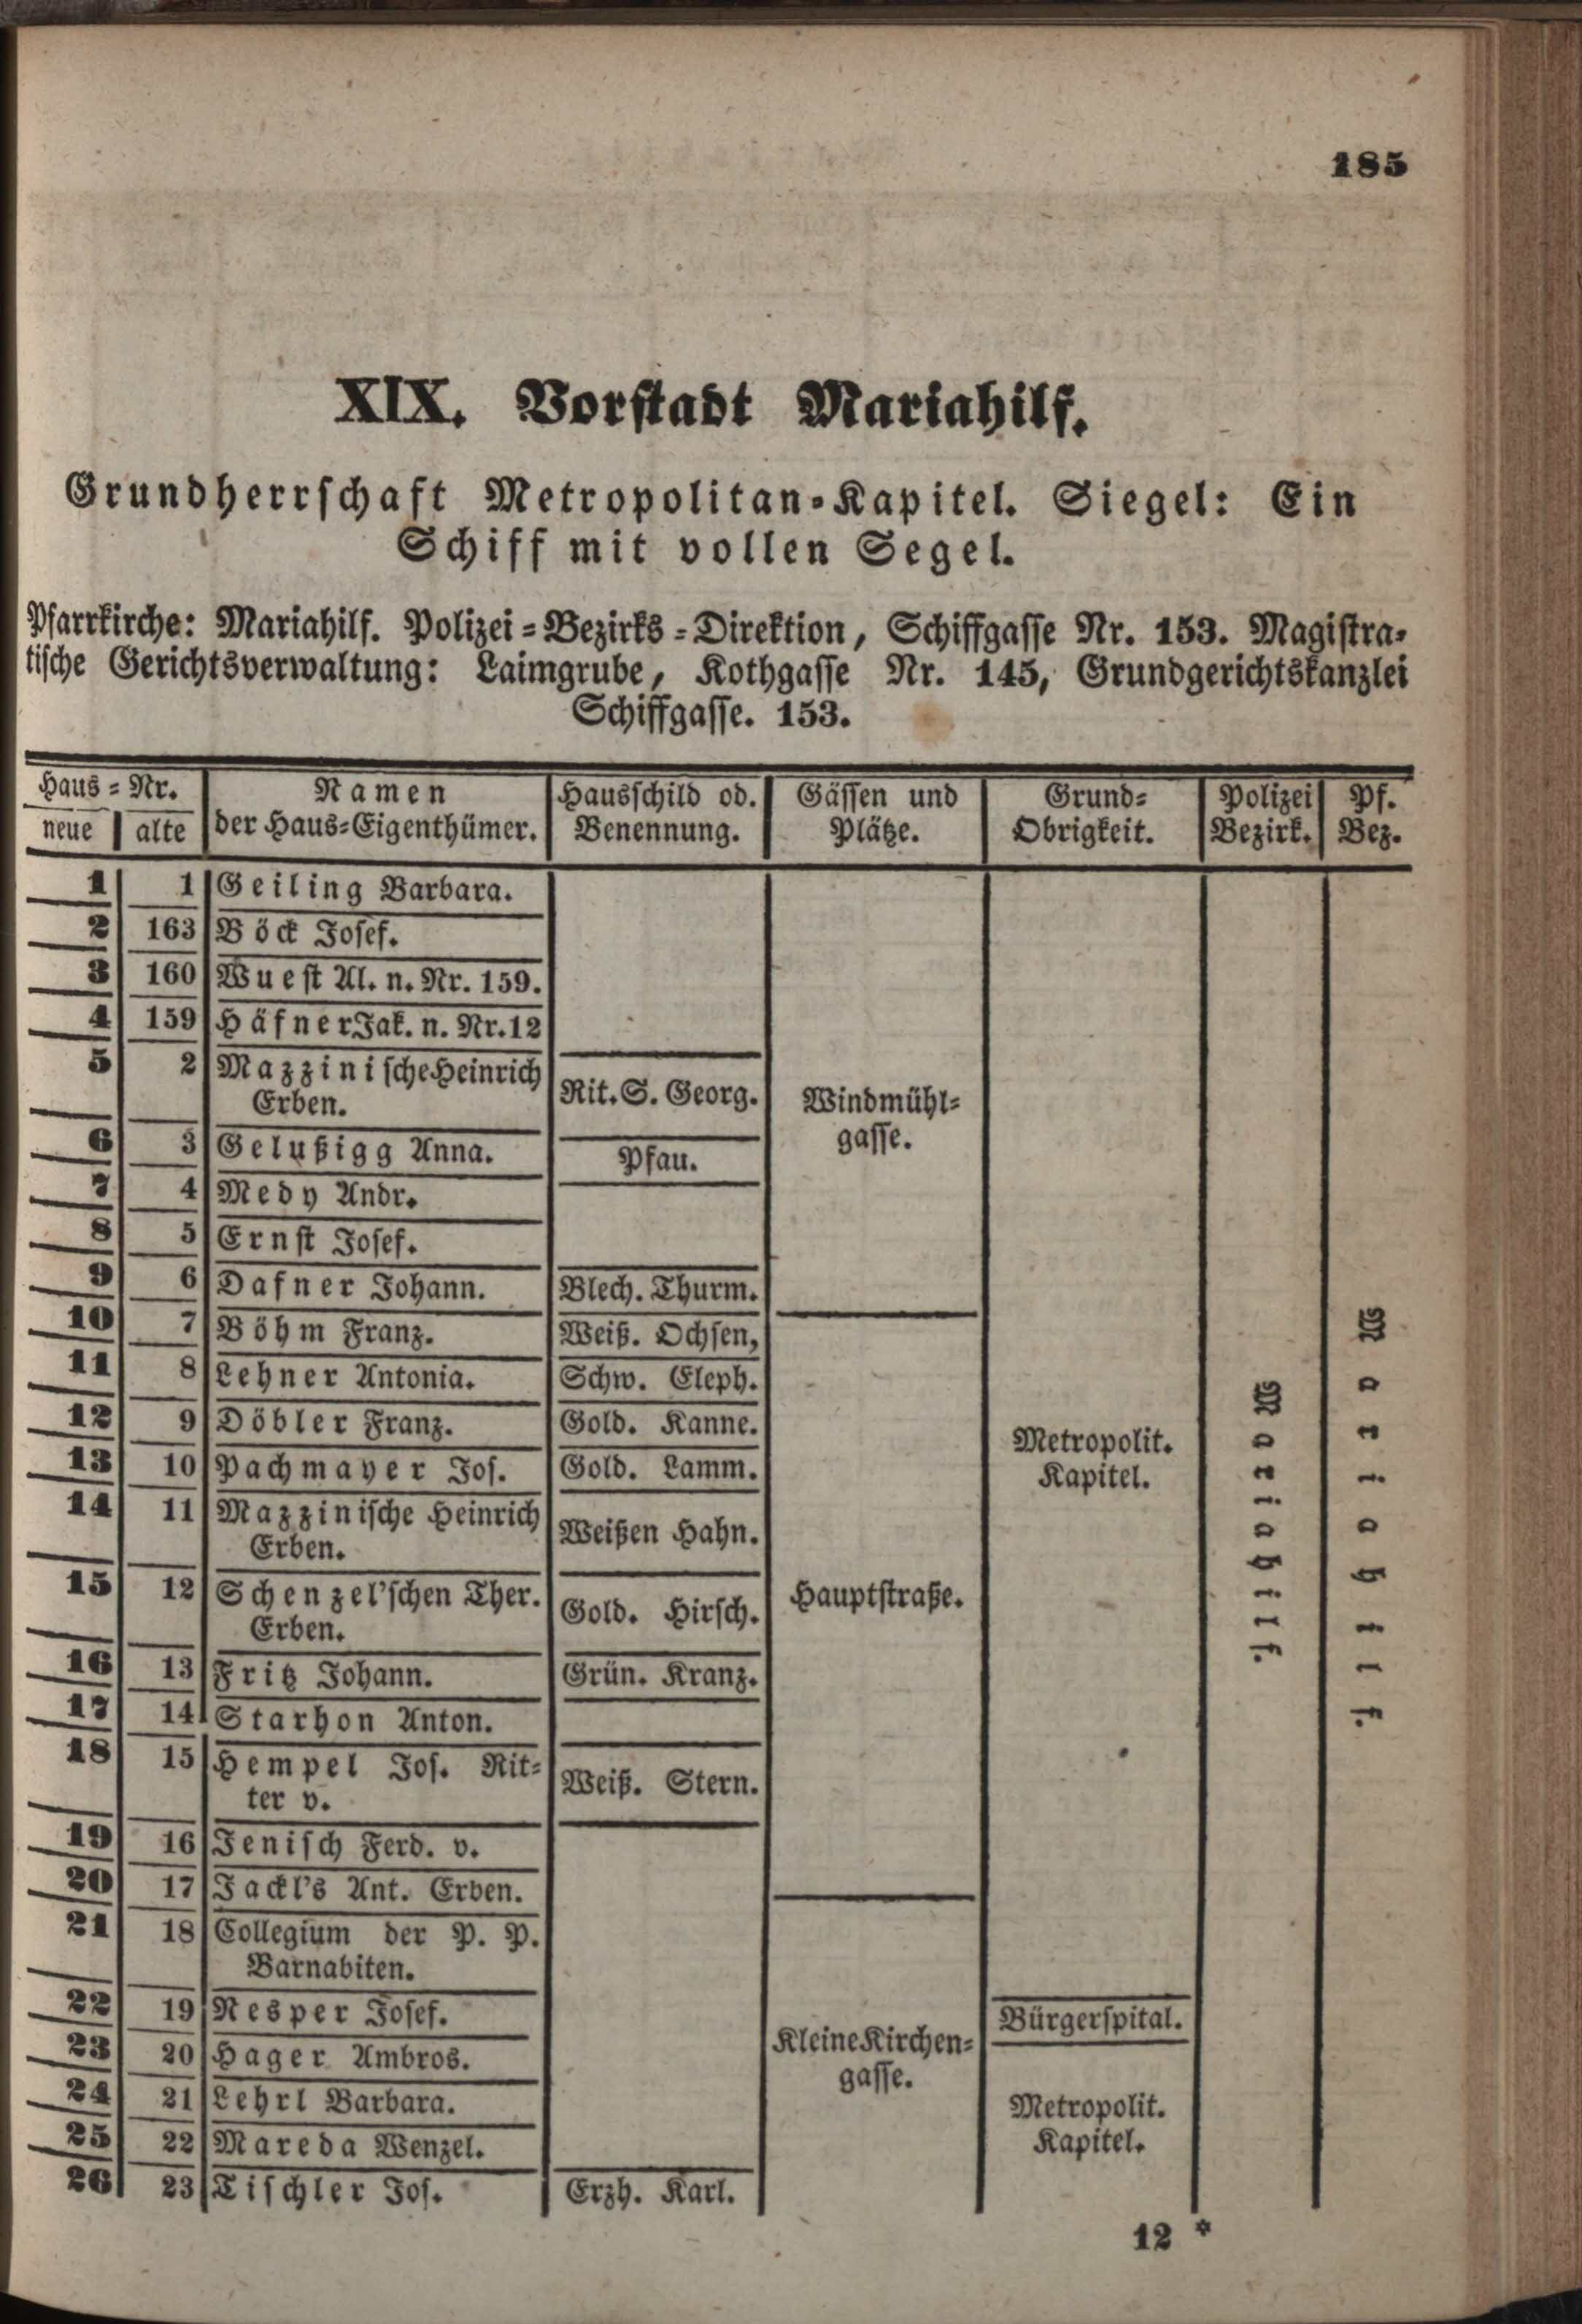 185
XIX. Vorstadt Mariahilf.
Grundherrschaft Metropolitan-Kapitel. Siegel: Ein
Schiff mit vollen Segel.
Pfarrkirche: Mariahilf. Polizei-Bezirks-Direktion, Schiffgasse Nr. 153. Magistra-
tische Gerichtsverwaltung: Laimgrube, Kothgasse Nr. 145, Grundgerichtskanzlei
Schiffgasse. 153.
Haus-Nr. Namen Hausschild od. Gässen und Grund- Polizei Pf.
neue alte der Haus-Eigenthümer. Benennung. Plätze. Obrigkeit. Bezirk. Bez.
1 1 Geiling Barbara.
2 163 Böck Josef.
3 160 Wuest Al. n. Nr. 159.
4 159 Häfner Jak. n. Nr. 12
5 2 Mazzinische Heinrich
Erben. Rit. S. Georg. Windmühl-
gasse.
6 3 Gelußigg Anna. Pfau.
7 4 Medy Andr.
8 5 Ernst Josef.
9 6 Dafner Johann. Blech. Thurm.
10 7 Böhm Franz. Weiß. Ochsen,
11 8 Lehner Antonia. Schw. Eleph.
12 9 Döbler Franz. Gold. Kanne.
13 10 Pachmayer Jos. Gold. Lamm. Metropolit.
Kapitel.
14 11 Mazzinische Heinrich
Erben. Weißen Hahn.
15 12 Schenzel'schen Ther.
Erben. Gold. Hirsch. Hauptstraße.
Mariahilf.
Mariahilf.
16 13 Fritz Johann. Grün. Kranz.
17 14 Starhon Anton.
18 15 Hempel Jos. Rit-
ter v. Weiß. Stern.
19 16 Jenisch Ferd. v.
20 17 Jackl's Ant. Erben.
21 18 Collegium der P. P.
Barnabiten.
22 19 Nesper Josef. Bürgerspital.
23 20 Hager Ambros. Kleine Kirchen-
gasse.
24 21 Lehrl Barbara. Metropolit.
25 22 Mareda Wenzel. Kapitel.
26 23 Tischler Jos. Erzh. Karl.
12 *